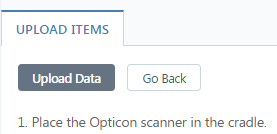 UPLOAD ITEMS
Upload Data Go Back
1. Place the Opticon scanner in the cradle.